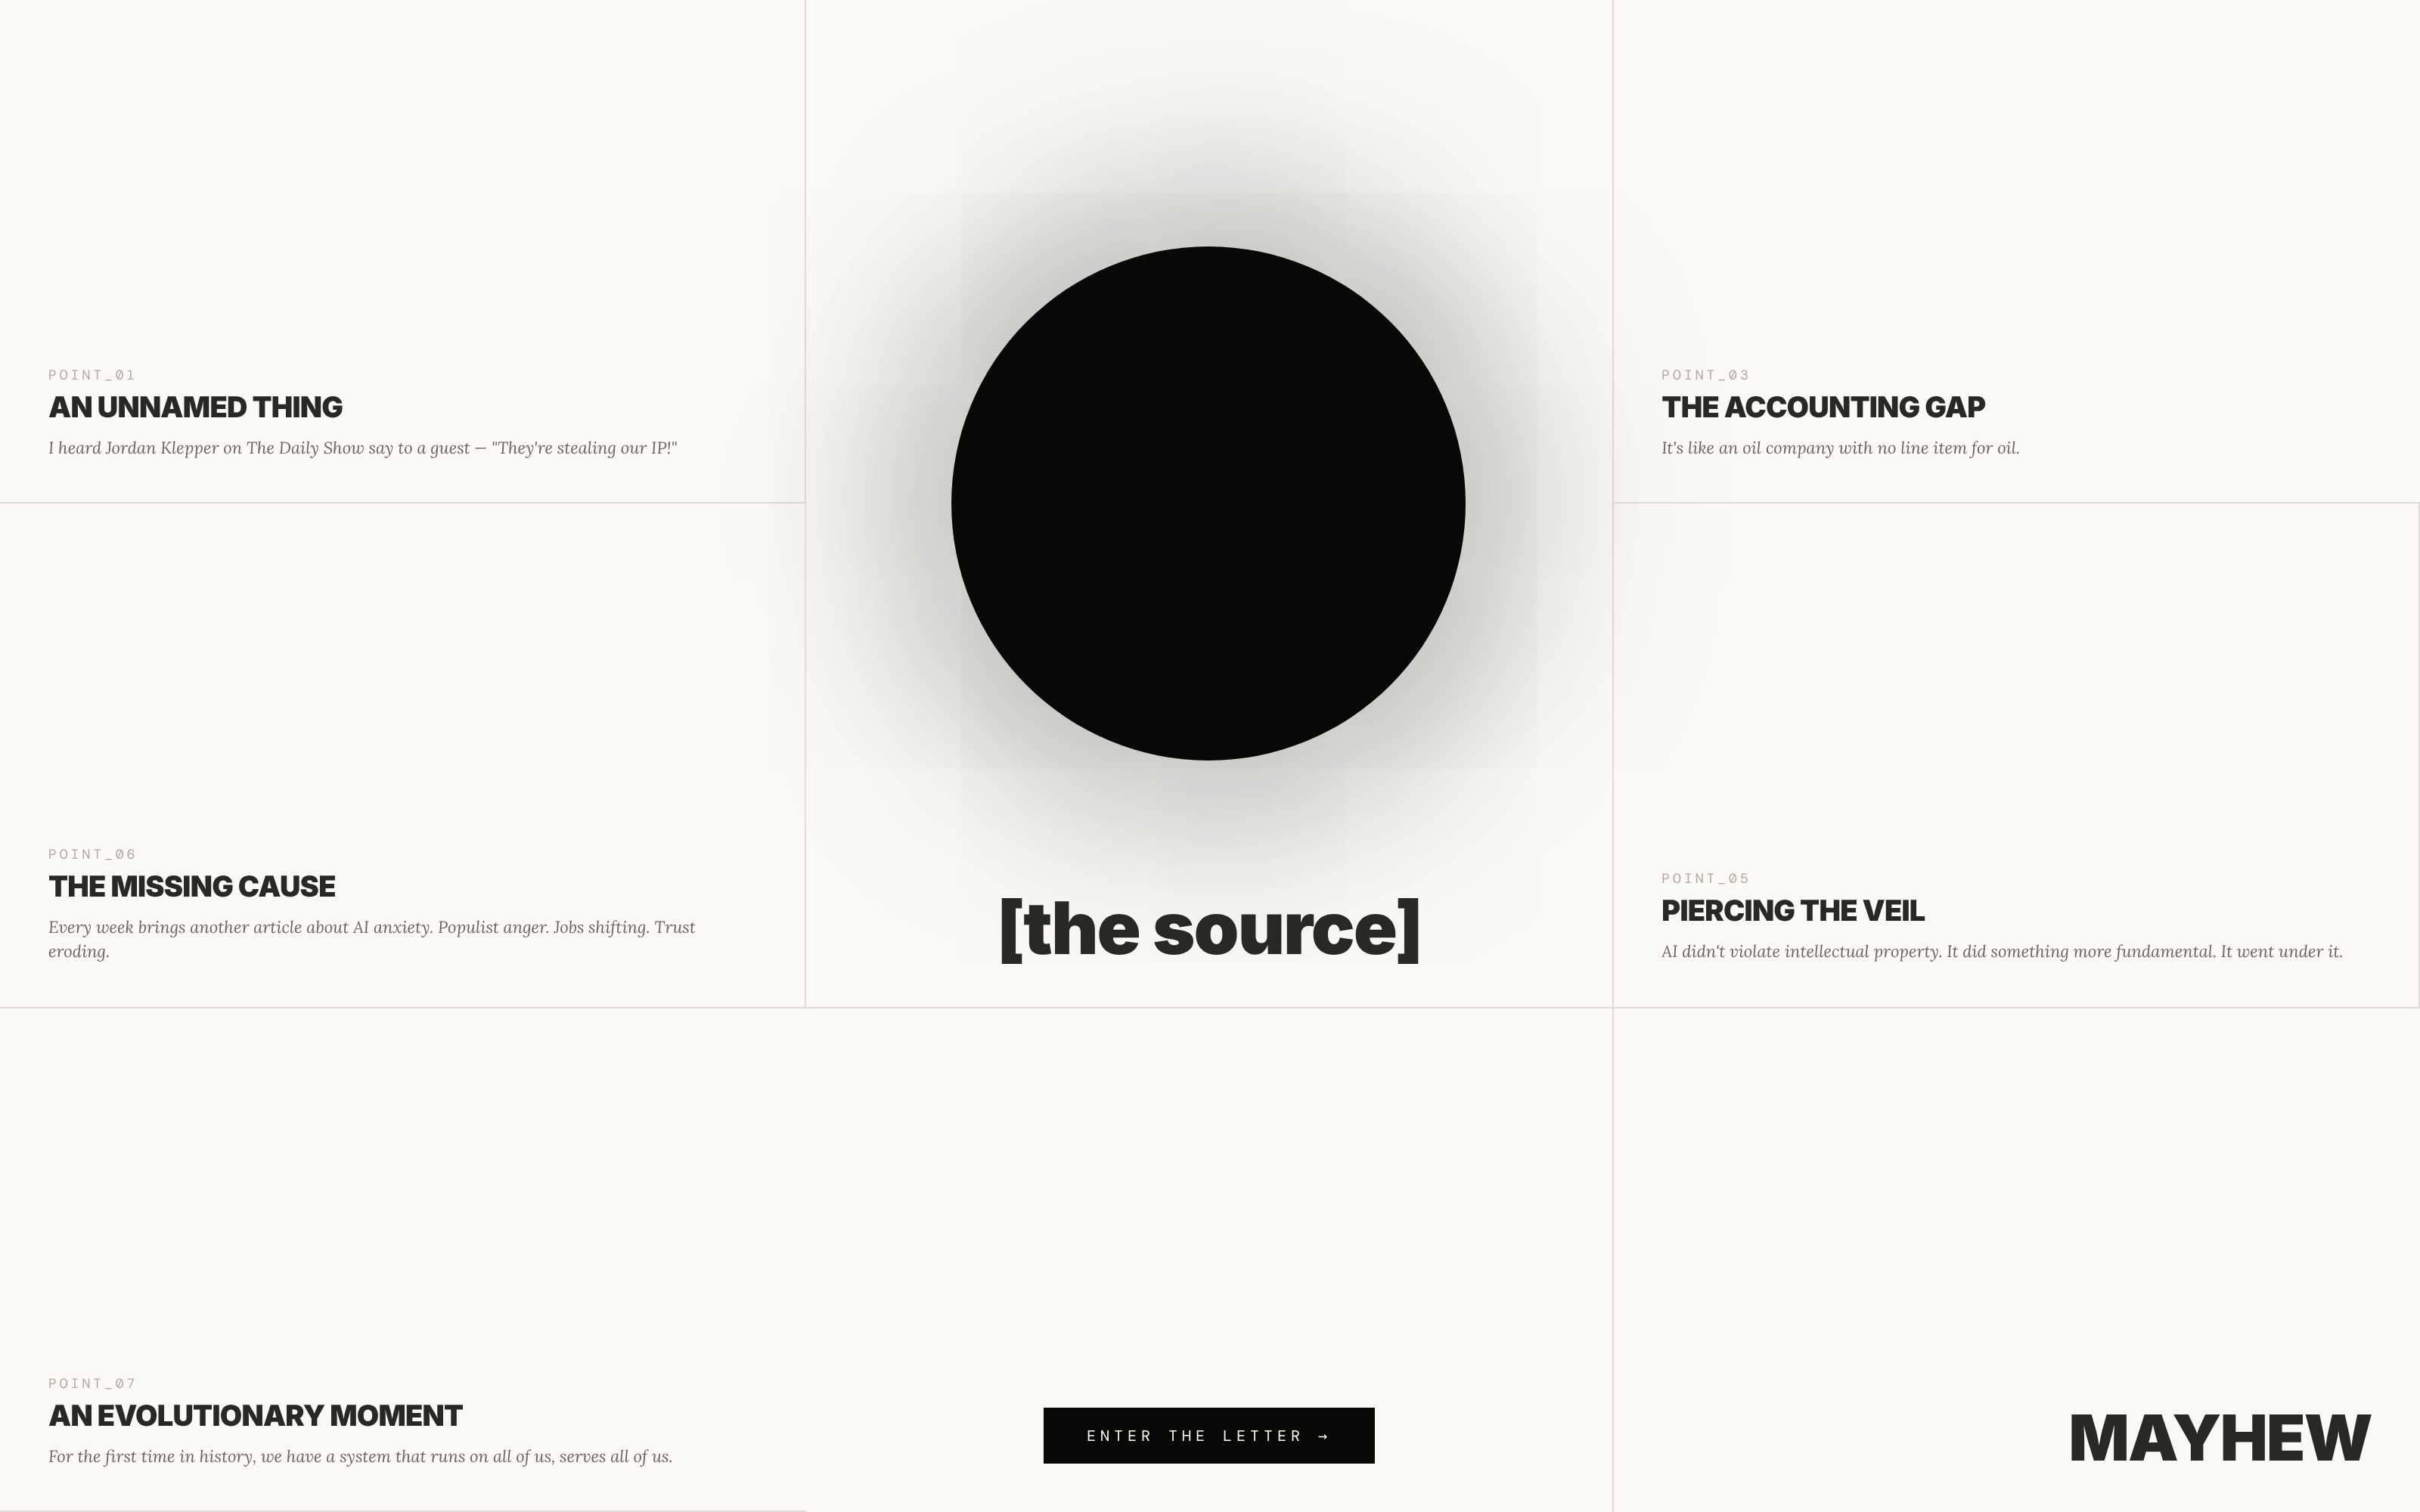 POINT_01
AN UNNAMED THING
I heard Jordan Klepper on The Daily Show say to a guest — "They're stealing our IP!"
POINT_03
THE ACCOUNTING GAP
It's like an oil company with no line item for oil.
POINT_06
THE MISSING CAUSE
Every week brings another article about AI anxiety. Populist anger. Jobs shifting. Trust
eroding.
[the source]
POINT_05
PIERCING THE VEIL
AI didn't violate intellectual property. It did something more fundamental. It went under it.
POINT_07
AN EVOLUTIONARY MOMENT
For the first time in history, we have a system that runs on all of us, serves all of us.
ENTER THE LETTER →
MAYHEW